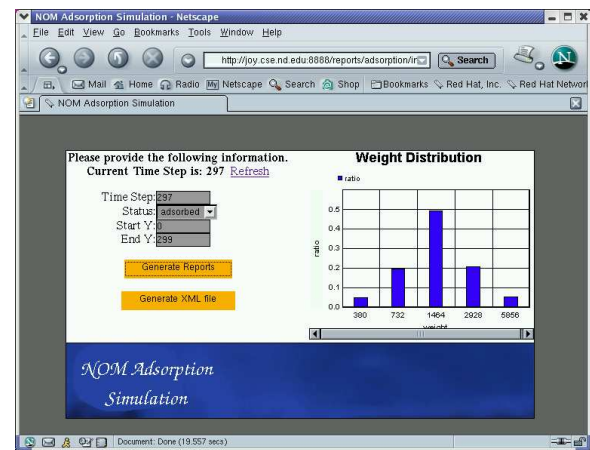 NOM Adsorption Simulation - Netscape
File Edit View Go Bookmarks Tools Window Help
http://joy.cse.nd.edu:8888/reports/adsorption/ir Search
Mail Home Radio My Netscape Search Shop Bookmarks Red Hat, Inc. Red Hat Networ
NOM Adsorption Simulation
Please provide the following information.
Current Time Step is: 297 Refresh
Time Step: 297
Status: adsorbed
Start Y: 0
End Y: 299
Generate Reports
Generate XML file
Weight Distribution
ratio
0.5
0.4
0.3
0.2
0.1
0.0
ratio
380 732 1464 2928 5856
weight
NOM Adsorption
Simulation
Document: Done (19.557 secs)